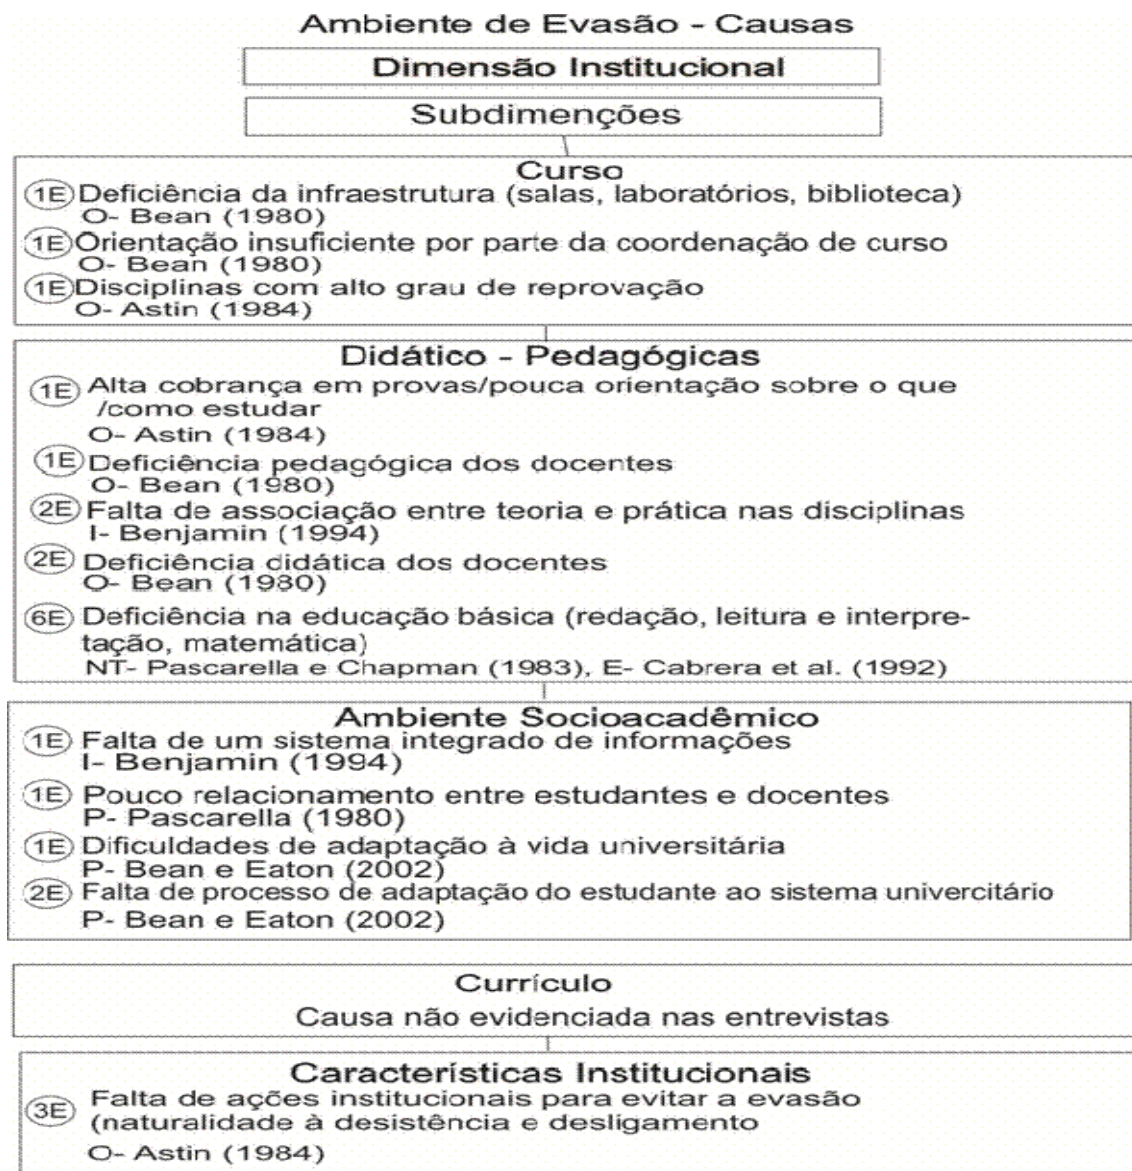 Ambiente de Evasão - Causas
Dimensão Institucional
Subdimenções
Curso
1E Deficiência da infraestrutura (salas, laboratórios, biblioteca)
O- Bean (1980)
1E Orientação insuficiente por parte da coordenação de curso
O- Bean (1980)
1E Disciplinas com alto grau de reprovação
O- Astin (1984)
Didático - Pedagógicas
1E Alta cobrança em provas/pouca orientação sobre o que
/como estudar
O- Astin (1984)
1E Deficiência pedagógica dos docentes
O- Bean (1980)
2E Falta de associação entre teoria e prática nas disciplinas
I- Benjamin (1994)
2E Deficiência didática dos docentes
O- Bean (1980)
6E Deficiência na educação básica (redação, leitura e interpre-
tação, matemática)
NT- Pascarella e Chapman (1983), E- Cabrera et al. (1992)
Ambiente Socioacadêmico
1E Falta de um sistema integrado de informações
I- Benjamin (1994)
1E Pouco relacionamento entre estudantes e docentes
P- Pascarella (1980)
1E Dificuldades de adaptação à vida universitária
P- Bean e Eaton (2002)
2E Falta de processo de adaptação do estudante ao sistema univercitário
P- Bean e Eaton (2002)
Currículo
Causa não evidenciada nas entrevistas
Características Institucionais
3E Falta de ações institucionais para evitar a evasão
(naturalidade à desistência e desligamento
O- Astin (1984)